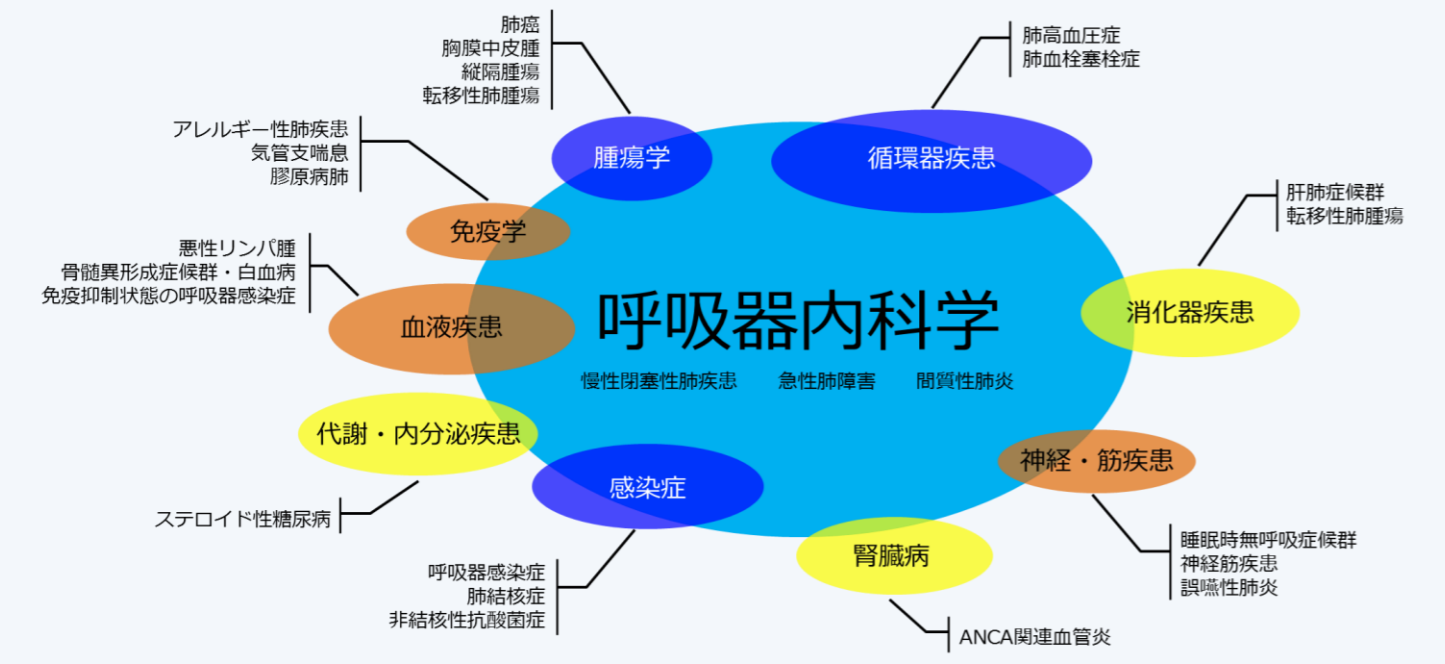 肺癌
胸膜中皮腫
縦隔腫瘍
転移性肺腫瘍
肺高血圧症
肺血栓塞栓症
アレルギー性肺疾患
気管支喘息
膠原病肺
腫瘍学
循環器疾患
肝肺症候群
転移性肺腫瘍
免疫学
悪性リンパ腫
骨髄異形成症候群・白血病
免疫抑制状態の呼吸器感染症
血液疾患
呼吸器内科学
慢性閉塞性肺疾患 急性肺障害 間質性肺炎
消化器疾患
代謝・内分泌疾患
ステロイド性糖尿病
感染症
呼吸器感染症
肺結核症
非結核性抗酸菌症
腎臓病
ANCA関連血管炎
神経・筋疾患
睡眠時無呼吸症候群
神経筋疾患
誤嚥性肺炎